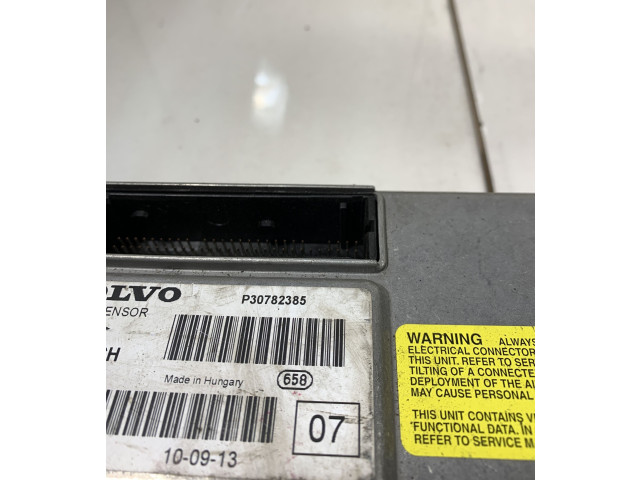 OLVO
P30782385
ENSOR
CH
Made in Hungary
658
07
10-09-13
WARNING ALWAYS
ELECTRICAL CONNECTOR
THIS UNIT. REFER TO SER
TILTING OF A CONNECTE
DEPLOYMENT OF THE AI
MAY CAUSE PERSONAL
THIS UNIT CONTAINS V
'FUNCTIONAL DATA. IN
REFER TO SERVICE M